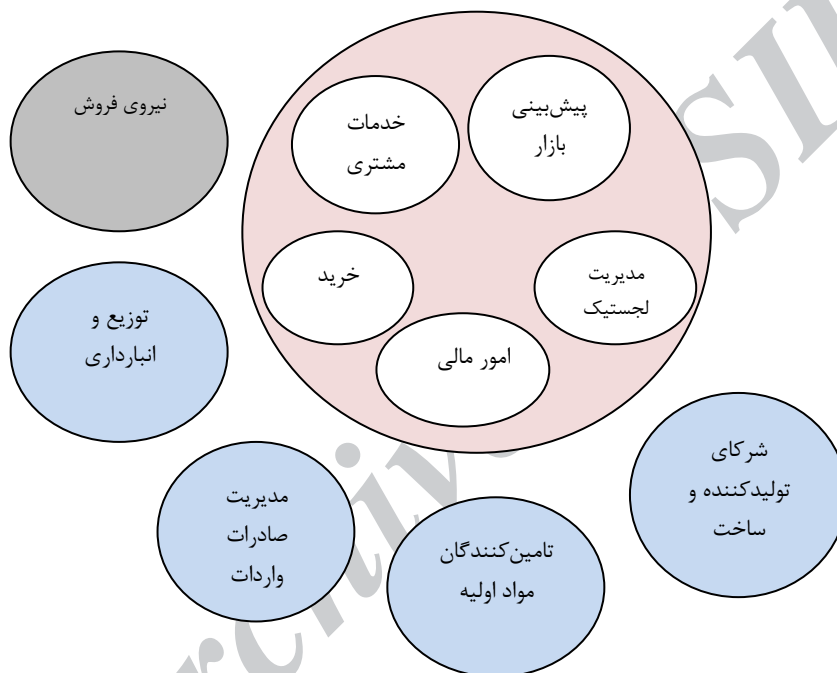 نیروی فروش
خدمات
مشتری
پیش‌بینی
بازار
خرید
مدیریت
لجستیک
امور مالی
توزیع و
انبارداری
مدیریت
صادرات
واردات
تامین‌کنندگان
مواد اولیه
شرکای
تولیدکننده و
ساخت